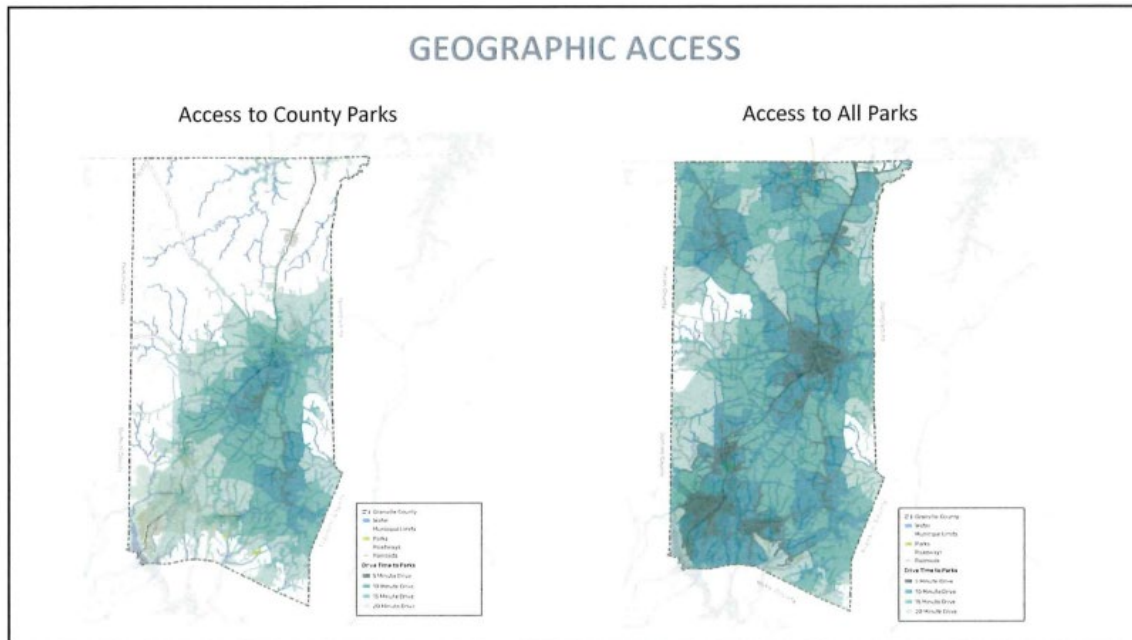 GEOGRAPHIC ACCESS
Access to County Parks
Access to All Parks
Granville County
Water
Municipal Limits
Parks
Roadways
Railroads
Drive Time to Parks
5 Minute Drive
10 Minute Drive
15 Minute Drive
20 Minute Drive
Granville County
Water
Municipal Limits
Parks
Roadways
Railroads
Drive Time to Parks
5 Minute Drive
10 Minute Drive
15 Minute Drive
20 Minute Drive